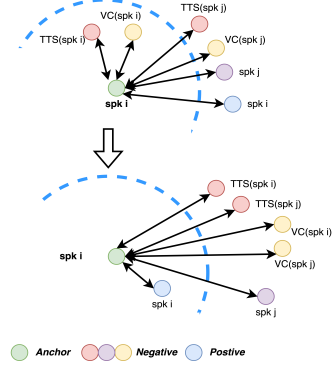 TTS(spk j)
VC(spk i)
TTS(spk i)
VC(spk j)
spk j
spk i
spk i
TTS(spk i)
TTS(spk j)
VC(spk i)
spk i
VC(spk j)
spk i
spk j
Anchor
Negative
Postive